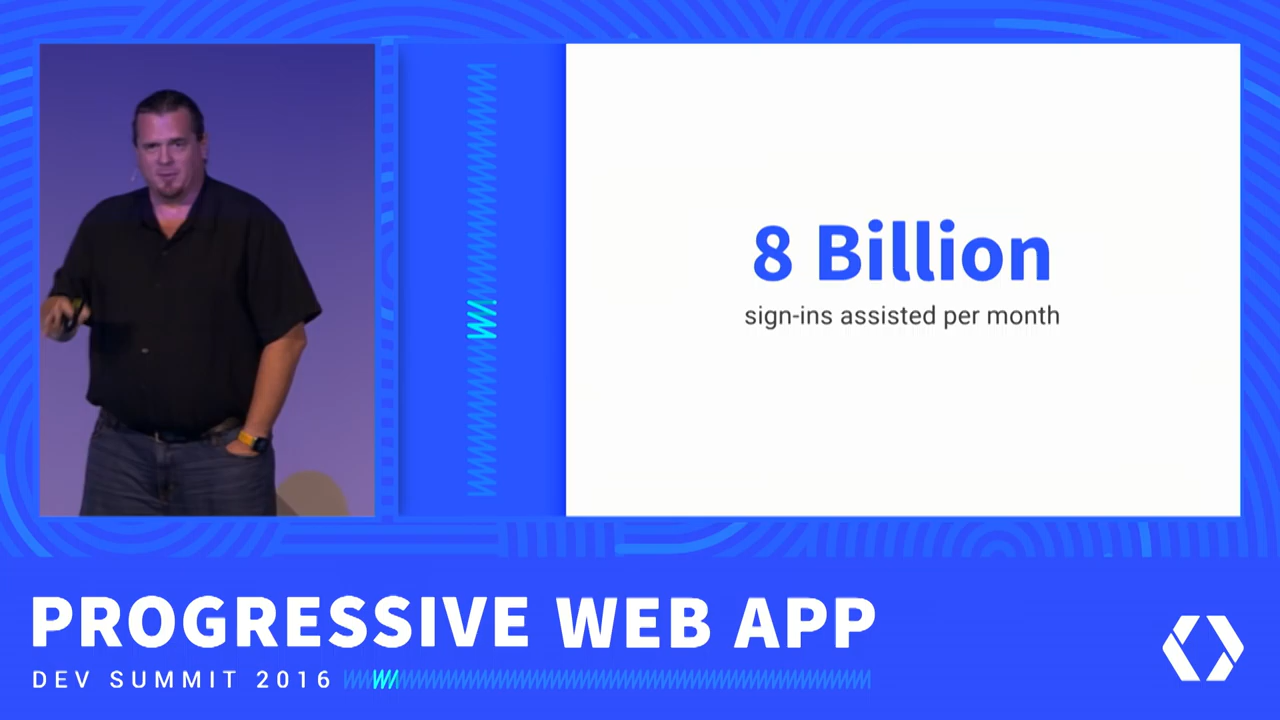 8 Billion
sign-ins assisted per month
PROGRESSIVE WEB APP
DEV SUMMIT 2016